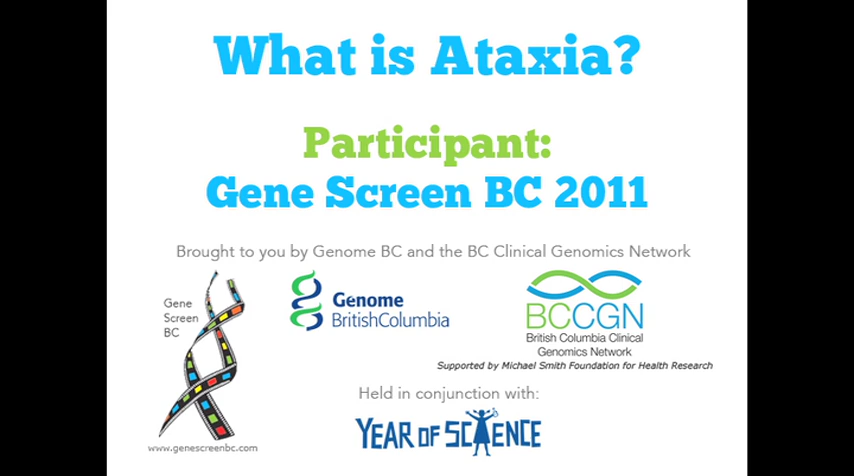 What is Ataxia?
Participant:
Gene Screen BC 2011
Brought to you by Genome BC and the BC Clinical Genomics Network
Gene
Screen
BC
www.genescreenbc.com
Genome
BritishColumbia
BCCGN
British Columbia Clinical
Genomics Network
Supported by Michael Smith Foundation for Health Research
Held in conjunction with:
YEAR OF SCIENCE